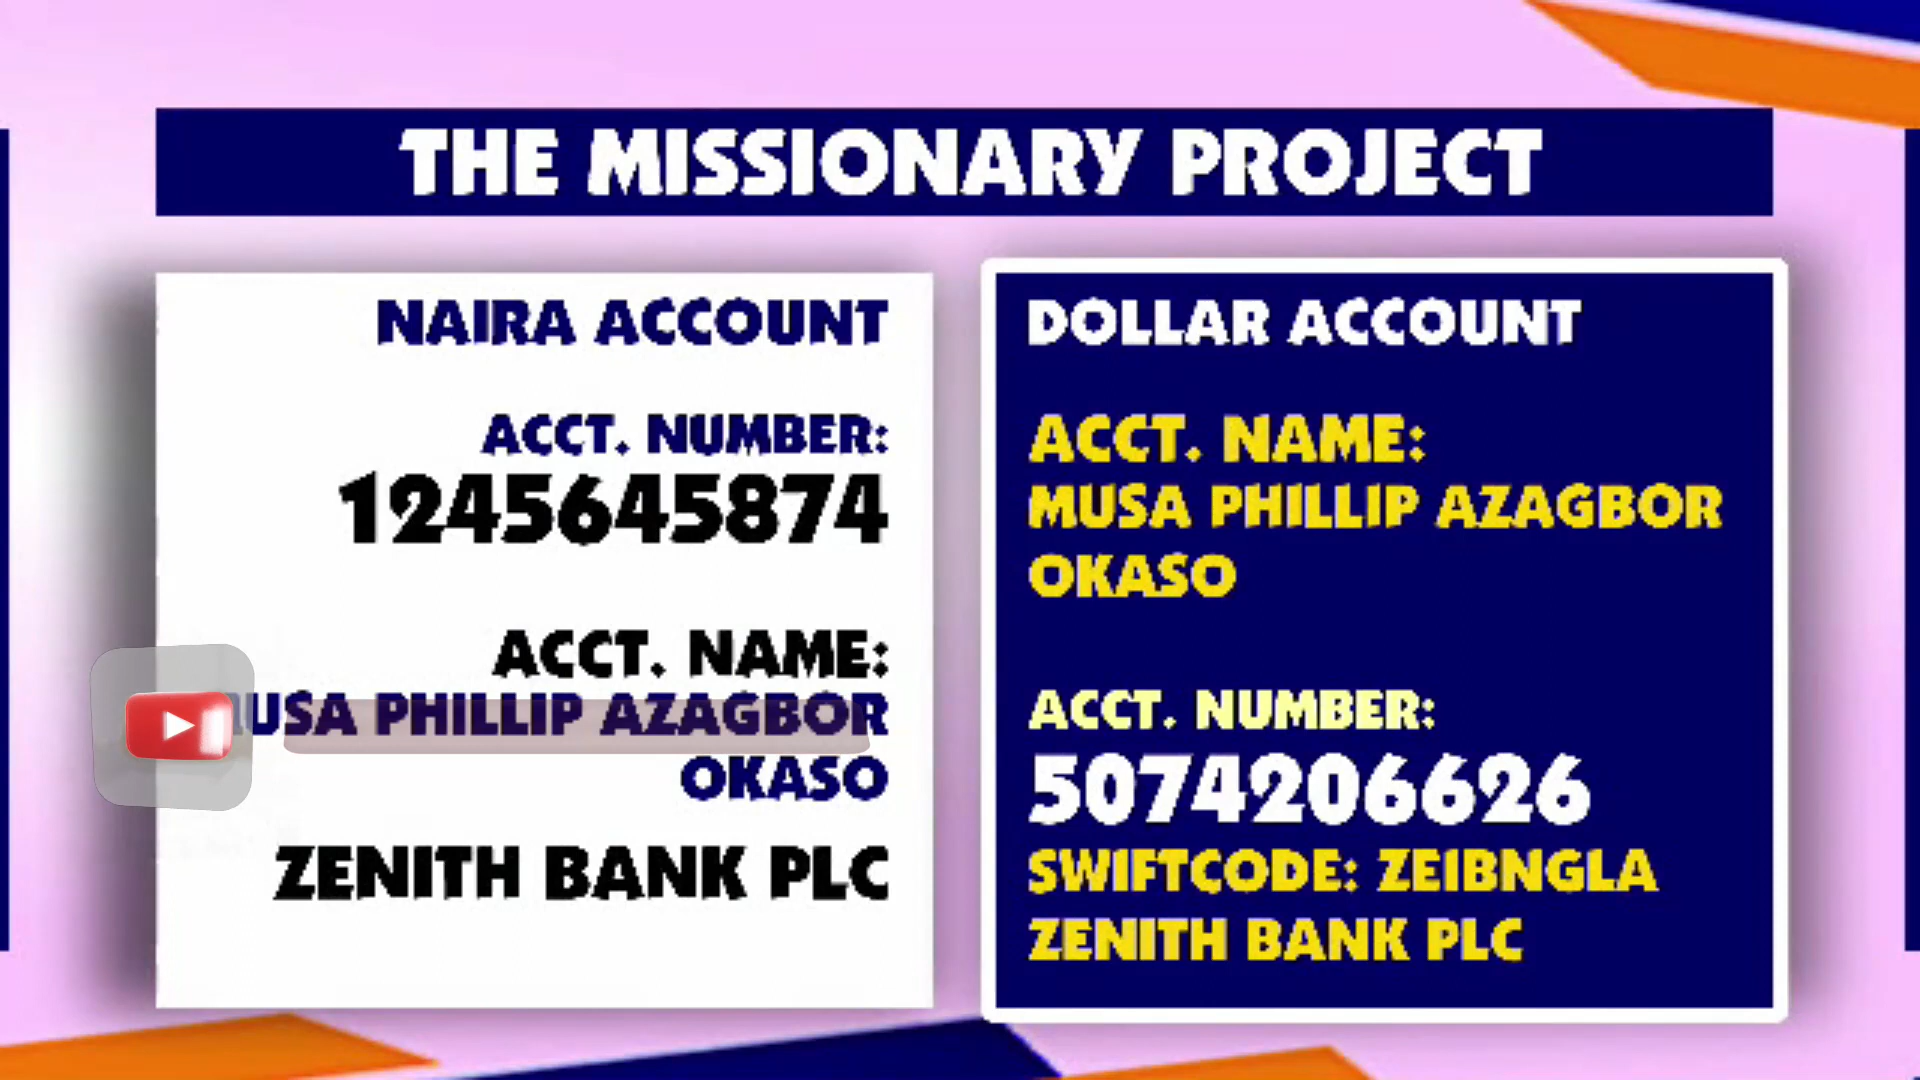 THE MISSIONARY PROJECT
NAIRA ACCOUNT
ACCT. NUMBER:
1245645874
ACCT. NAME:
MUSA PHILLIP AZAGBOR
OKASO
ZENITH BANK PLC
DOLLAR ACCOUNT
ACCT. NAME:
MUSA PHILLIP AZAGBOR
OKASO
ACCT. NUMBER:
5074206626
SWIFTCODE: ZEIBNGLA
ZENITH BANK PLC